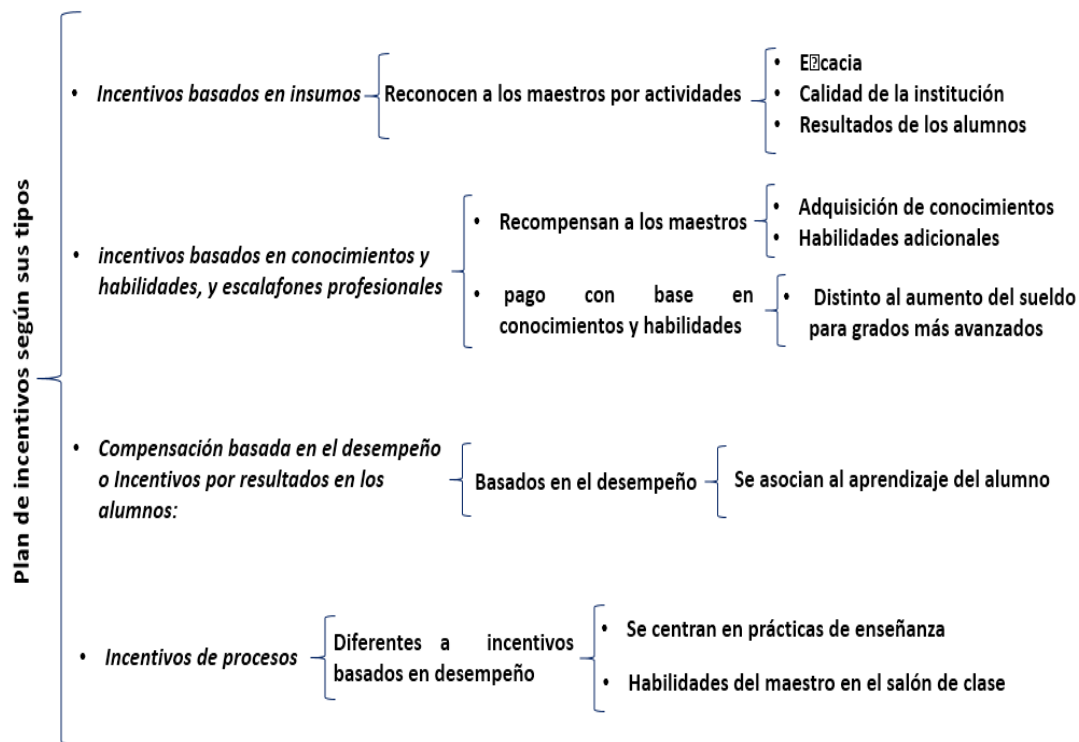 Plan de incentivos según sus tipos
• Incentivos basados en insumos
Reconocen a los maestros por actividades
•
• Calidad de la institución
• Resultados de los alumnos
• incentivos basados en conocimientos y
habilidades, y escalafones profesionales
• Recompensan a los maestros
• Adquisición de conocimientos
• Habilidades adicionales
• pago con base en
conocimientos y habilidades
• Distinto al aumento del sueldo
para grados más avanzados
• Compensación basada en el desempeño
o Incentivos por resultados en los
alumnos:
Basados en el desempeño
Se asocian al aprendizaje del alumno
• Incentivos de procesos
Diferentes a incentivos
basados en desempeño
• Se centran en prácticas de enseñanza
• Habilidades del maestro en el salón de clase